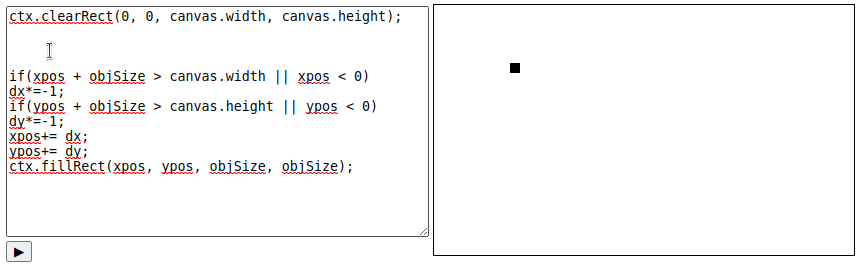 ctx.clearRect(0, 0, canvas.width, canvas.height);
if(xpos + objSize > canvas.width || xpos < 0)
dx*=-1;
if(ypos + objSize > canvas.height || ypos < 0)
dy*=-1;
xpos+= dx;
ypos+= dy;
ctx.fillRect(xpos, ypos, objSize, objSize);